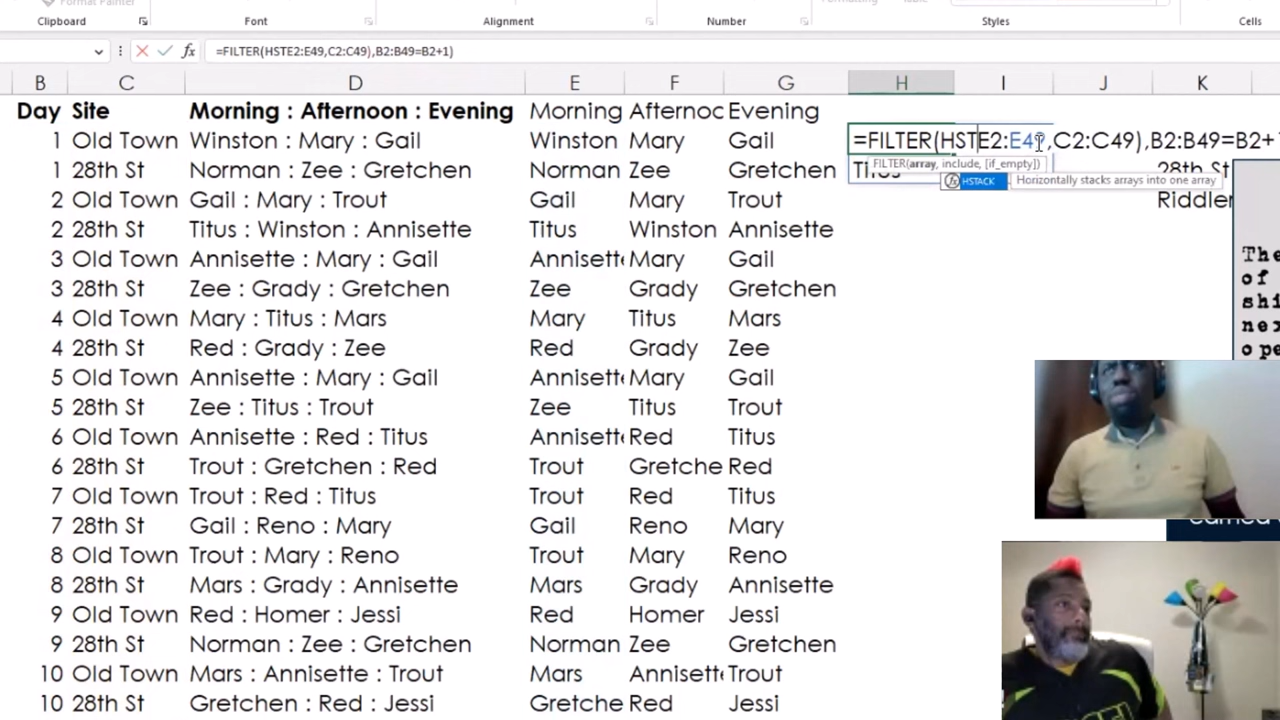 Format Painter
Clipboard Font Alignment Number Styles Cells
fx =FILTER(HSTE2:E49,C2:C49),B2:B49=B2+1)
B C D E F G H I J K
Day Site Morning : Afternoon : Evening Morning Afternoc Evening
1 Old Town Winston : Mary : Gail Winston Mary Gail =FILTER(HSTE2:E49,C2:C49),B2:B49=B2+
FILTER(array, include, [if_empty])
1 28th St Norman : Zee : Gretchen Norman Zee Gretchen Titus 28th St
HSTACK Horizontally stacks arrays into one array
2 Old Town Gail : Mary : Trout Gail Mary Trout Riddler
2 28th St Titus : Winston : Annisette Titus Winston Annisette
3 Old Town Annisette : Mary : Gail Annisett Mary Gail
The
of
3 28th St Zee : Grady : Gretchen Zee Grady Gretchen
shi
4 Old Town Mary : Titus : Mars Mary Titus Mars
nex
4 28th St Red : Grady : Zee Red Grady Zee
ope
5 Old Town Annisette : Mary : Gail Annisett Mary Gail
5 28th St Zee : Titus : Trout Zee Titus Trout
6 Old Town Annisette : Red : Titus Annisett Red Titus
6 28th St Trout : Gretchen : Red Trout Gretche Red
7 Old Town Trout : Red : Titus Trout Red Titus
7 28th St Gail : Reno : Mary Gail Reno Mary
earned
8 Old Town Trout : Mary : Reno Trout Mary Reno
8 28th St Mars : Grady : Annisette Mars Grady Annisette
9 Old Town Red : Homer : Jessi Red Homer Jessi
9 28th St Norman : Zee : Gretchen Norman Zee Gretchen
10 Old Town Mars : Annisette : Trout Mars Annisett Trout
10 28th St Gretchen : Red : Jessi Gretche Red Jessi